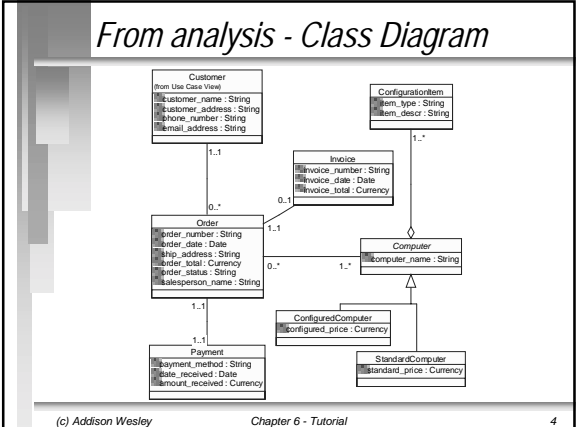 From analysis - Class Diagram
Customer
(from Use Case View)
customer_name : String
customer_address : String
phone_number : String
email_address : String
ConfigurationItem
item_type : String
item_descr : String
1..1
1..*
Invoice
invoice_number : String
invoice_date : Date
invoice_total : Currency
0..*
0..1
1..1
Order
order_number : String
order_date : Date
ship_address : String
order_total : Currency
order_status : String
salesperson_name : String
0..*
1..*
Computer
computer_name : String
1..1
1..1
ConfiguredComputer
configured_price : Currency
Payment
payment_method : String
date_received : Date
amount_received : Currency
StandardComputer
standard_price : Currency
(c) Addison Wesley
Chapter 6 - Tutorial
4